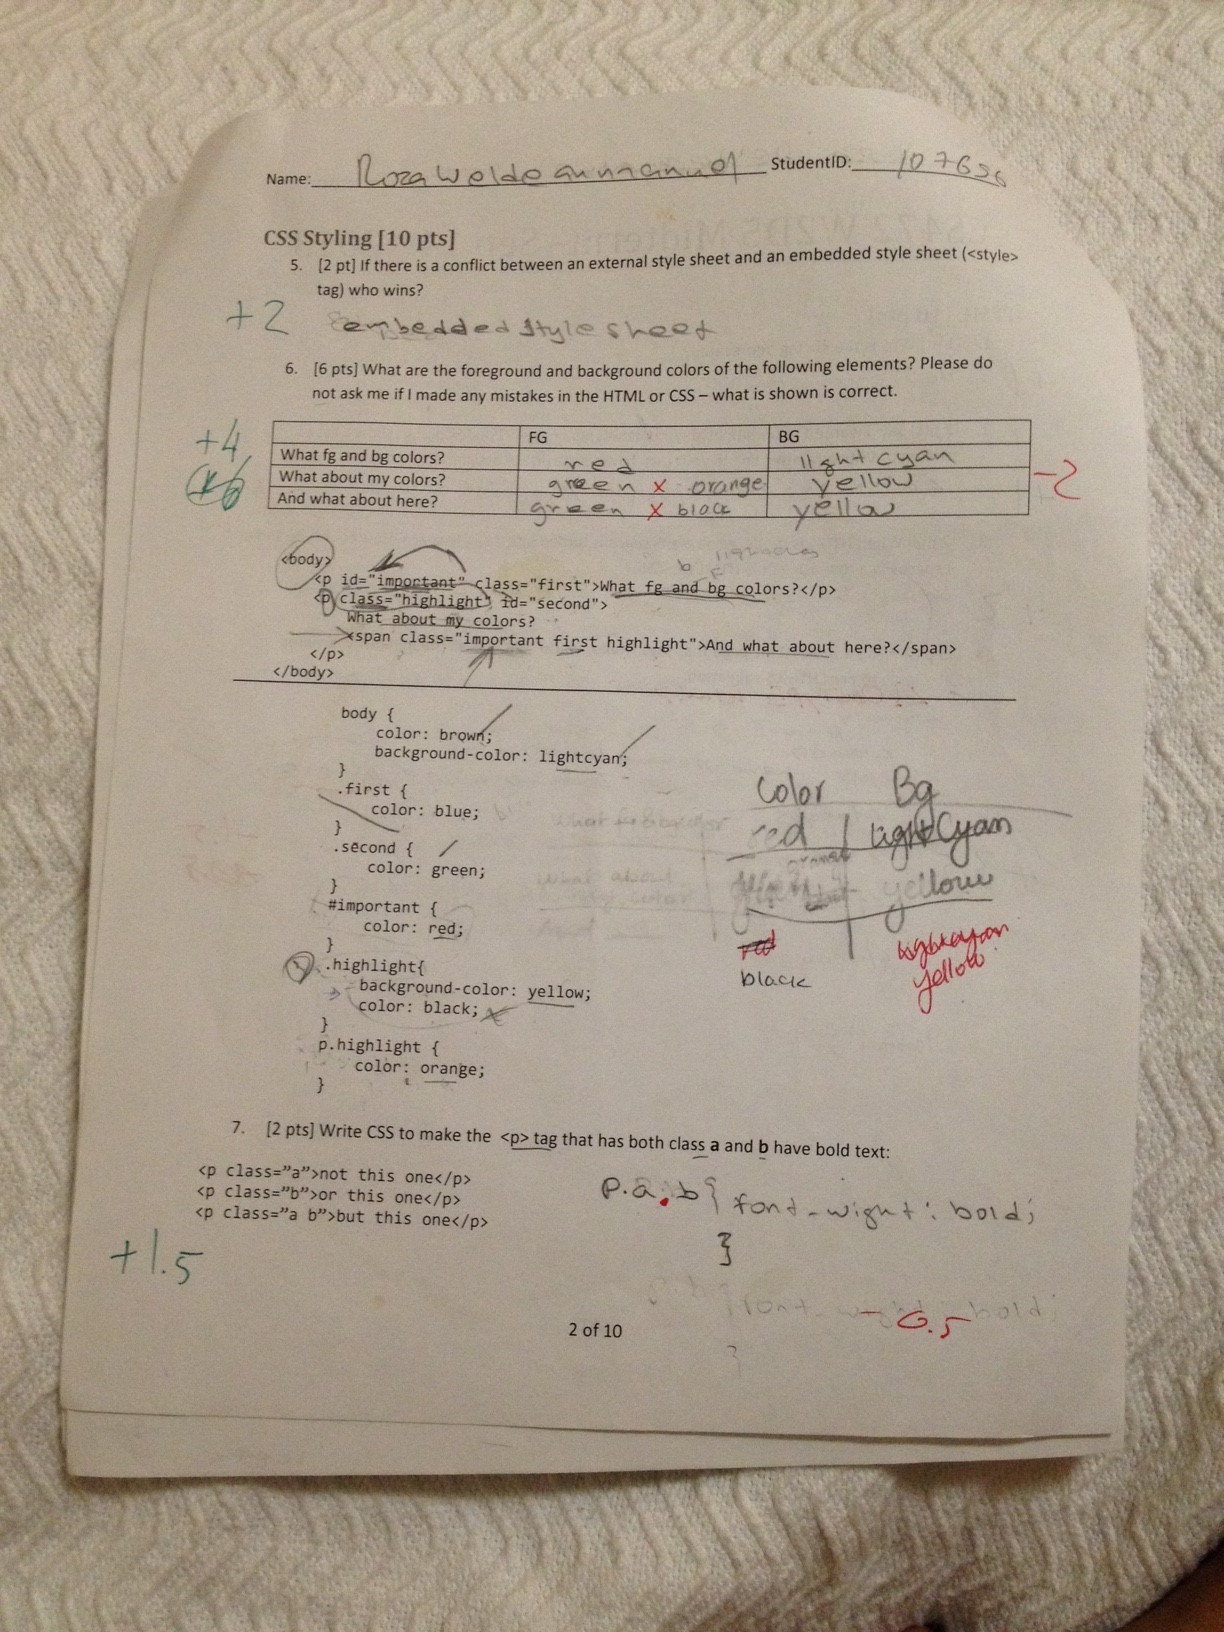 Name: Roza Weldeammanuel StudentID: 107636
CSS Styling [10 pts]
5. [2 pt] If there is a conflict between an external style sheet and an embedded style sheet (<style>
tag) who wins?
+2 embedded style sheet
6. [6 pts] What are the foreground and background colors of the following elements? Please do
not ask me if I made any mistakes in the HTML or CSS – what is shown is correct.
+4
FG BG
What fg and bg colors? red light cyan
What about my colors? green x orange yellow -2
And what about here? green x black yellow
<body>
<p id="important" class="first">What fg and bg colors?</p>
<p class="highlight" id="second">
What about my colors?
<span class="important first highlight">And what about here?</span>
</p>
</body>
body {
color: brown;
background-color: lightcyan;
}
.first {
color: blue;
}
.second {
color: green;
}
#important {
color: red;
}
.highlight{
background-color: yellow;
color: black;
}
p.highlight {
color: orange;
}
Color Bg
red lightCyan
yellow
red lightcyan
black yellow
7. [2 pts] Write CSS to make the <p> tag that has both class a and b have bold text:
<p class="a">not this one</p>
<p class="b">or this one</p>
<p class="a b">but this one</p>
p.a.b{ font-wight: bold;
}
+1.5
-0.5
2 of 10